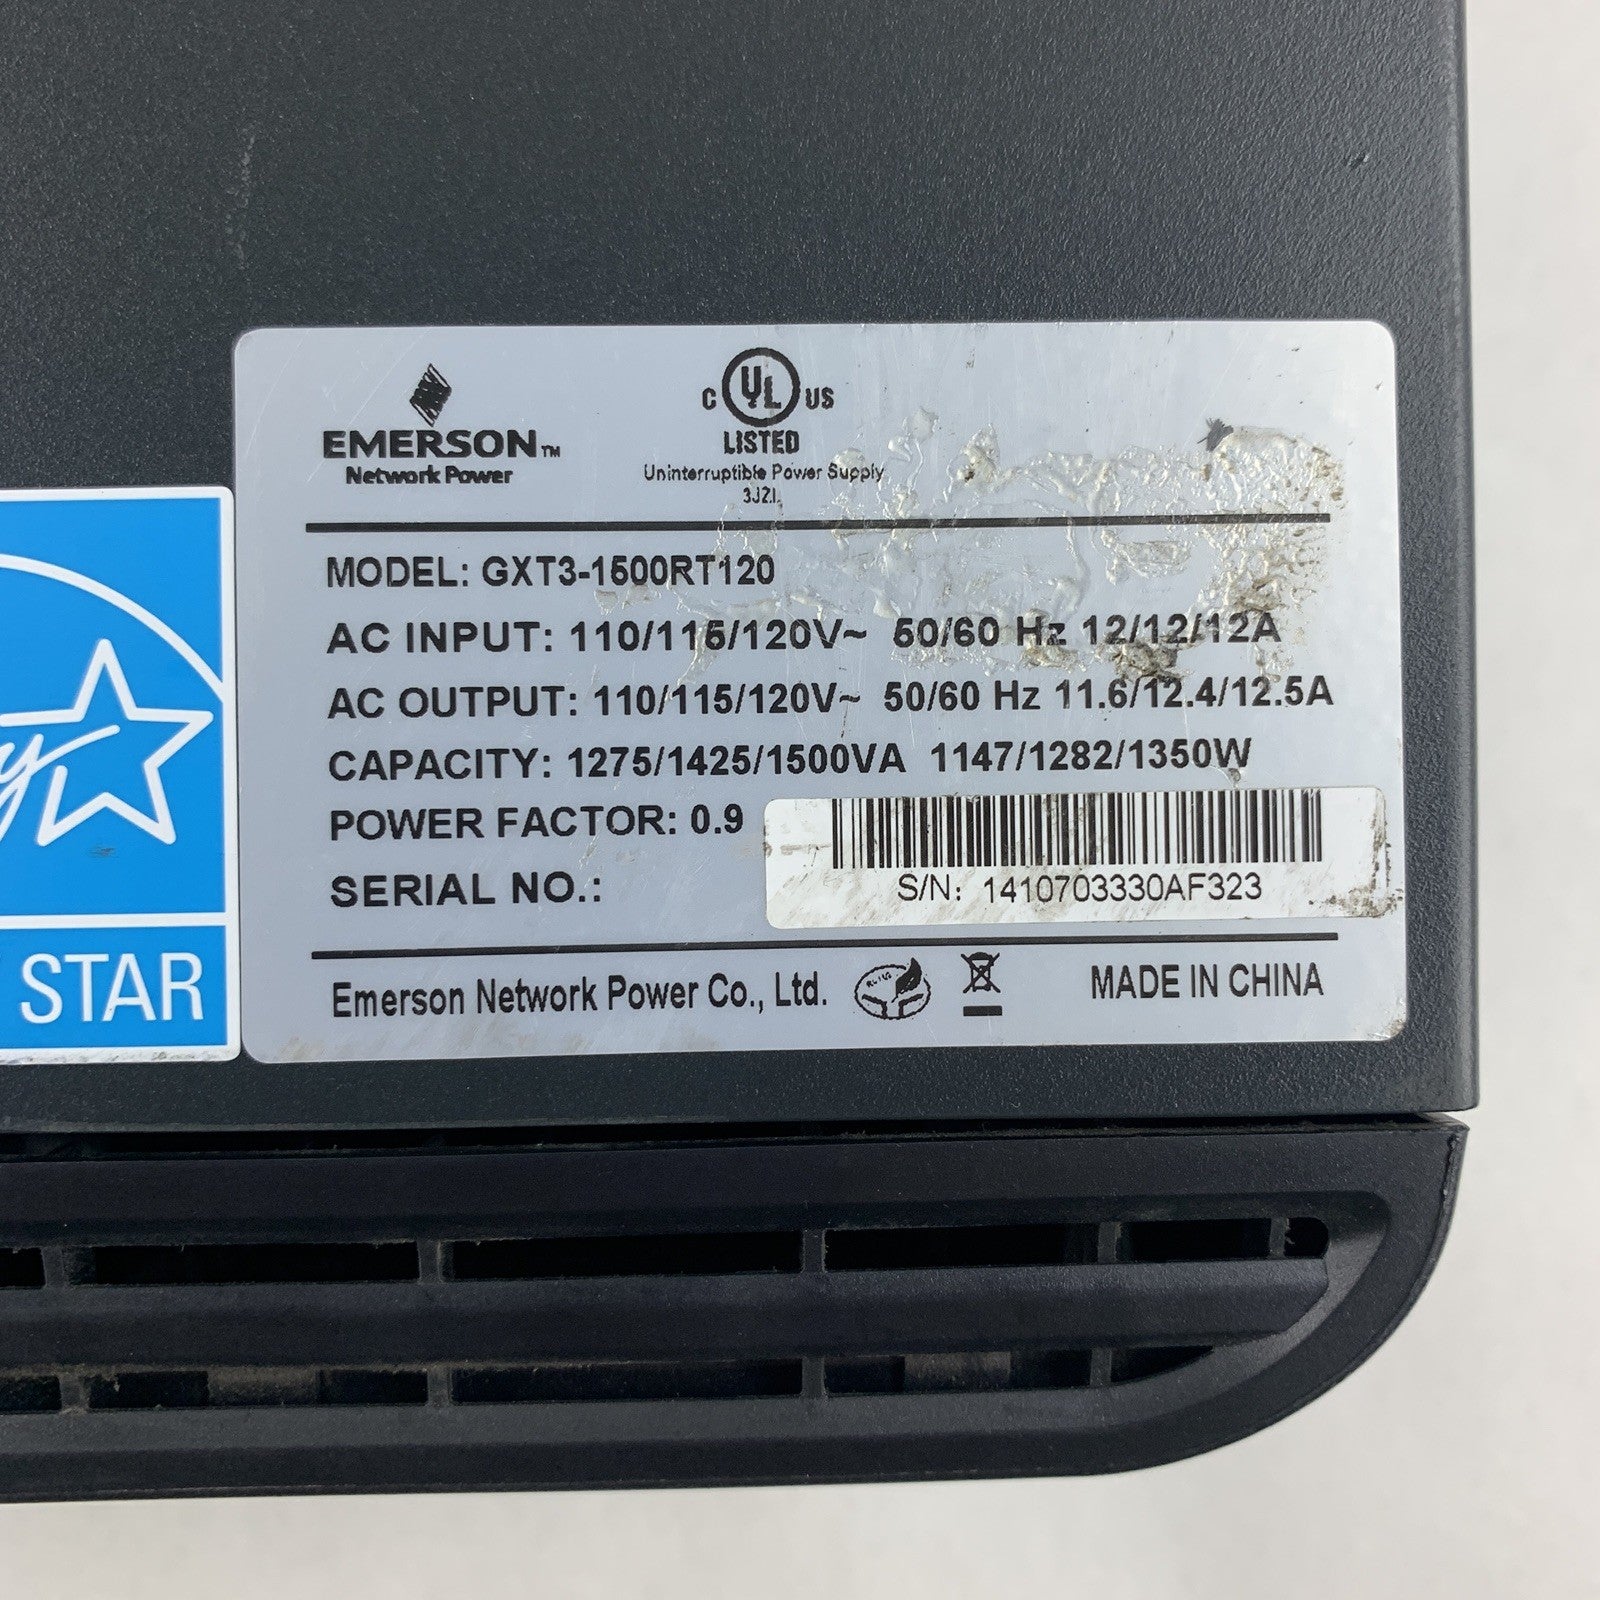 EMERSON™
Network Power
C UL US
LISTED
Uninterruptible Power Supply
MODEL: GXT3-1500RT120
AC INPUT: 110/115/120V~ 50/60 Hz 12/12/12A
AC OUTPUT: 110/115/120V~ 50/60 Hz 11.6/12.4/12.5A
CAPACITY: 1275/1425/1500VA 1147/1282/1350W
POWER FACTOR: 0.9
SERIAL NO.:
S/N: 1410703330AF323
Emerson Network Power Co., Ltd.
MADE IN CHINA
y
STAR